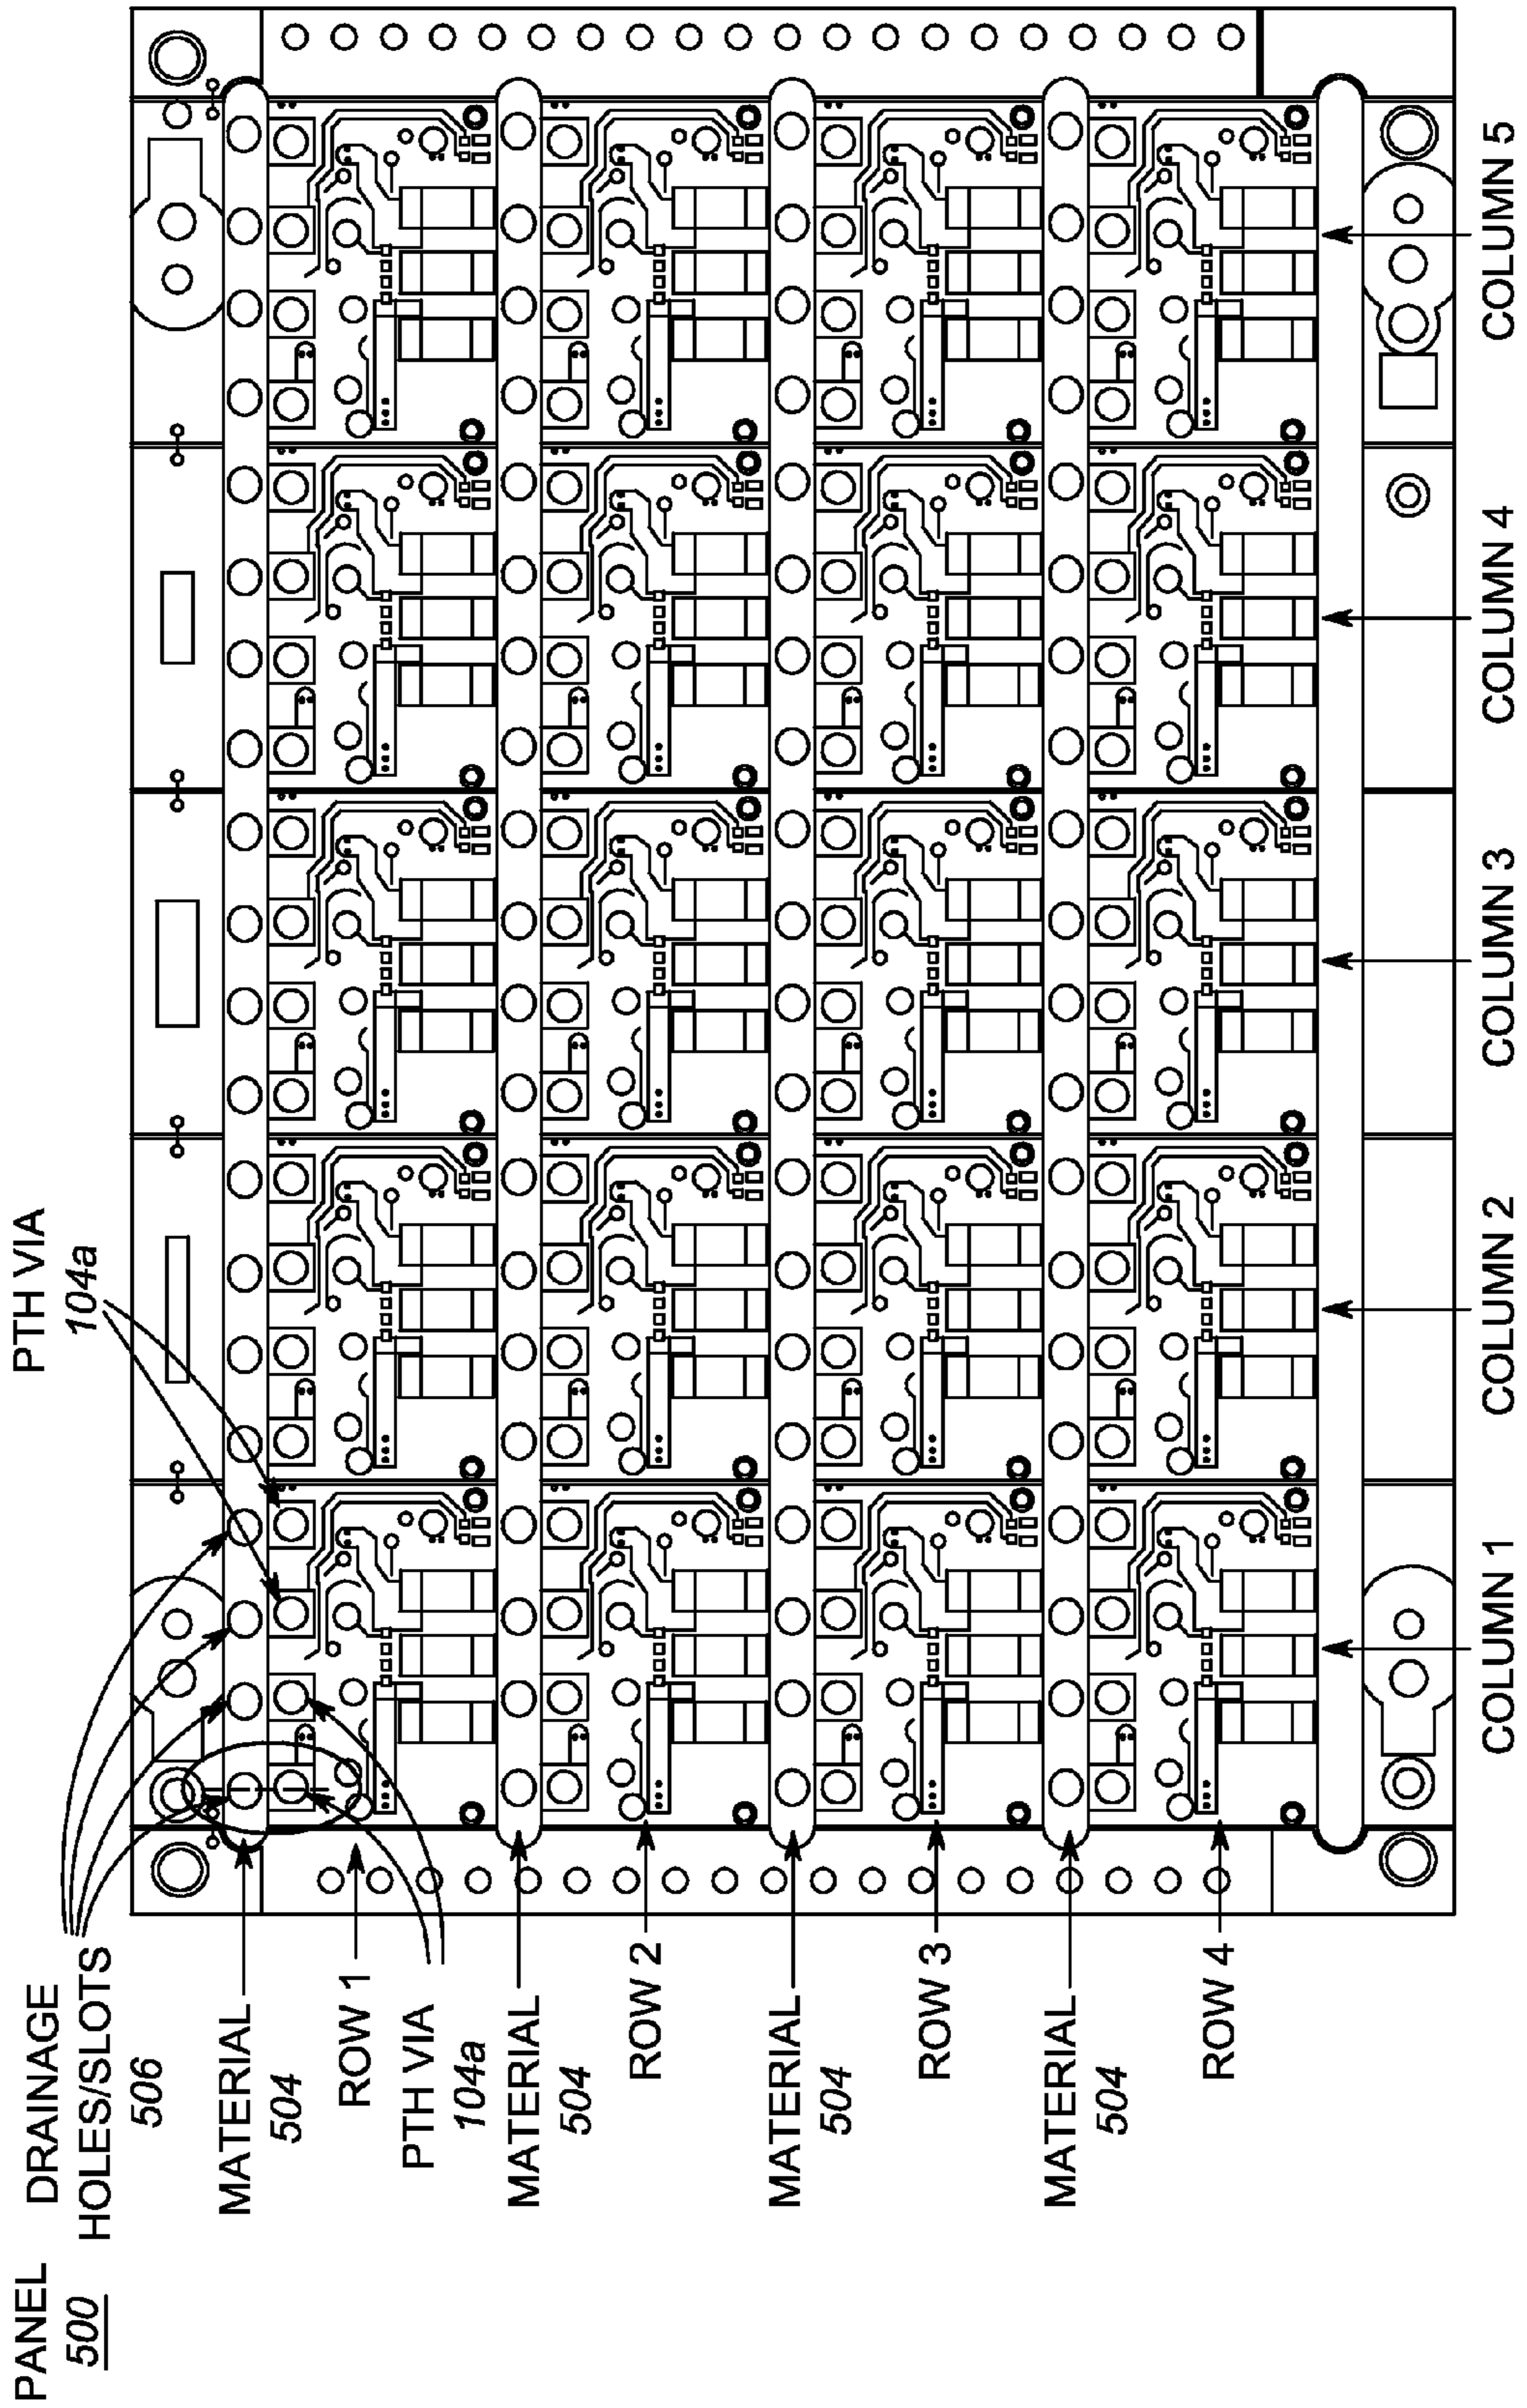 PANEL
500
DRAINAGE
HOLES/SLOTS
506
PTH VIA
104a
MATERIAL
504
ROW 1
PTH VIA
104a
MATERIAL
504
ROW 2
MATERIAL
504
ROW 3
MATERIAL
504
ROW 4
COLUMN 1
COLUMN 2
COLUMN 3
COLUMN 4
COLUMN 5